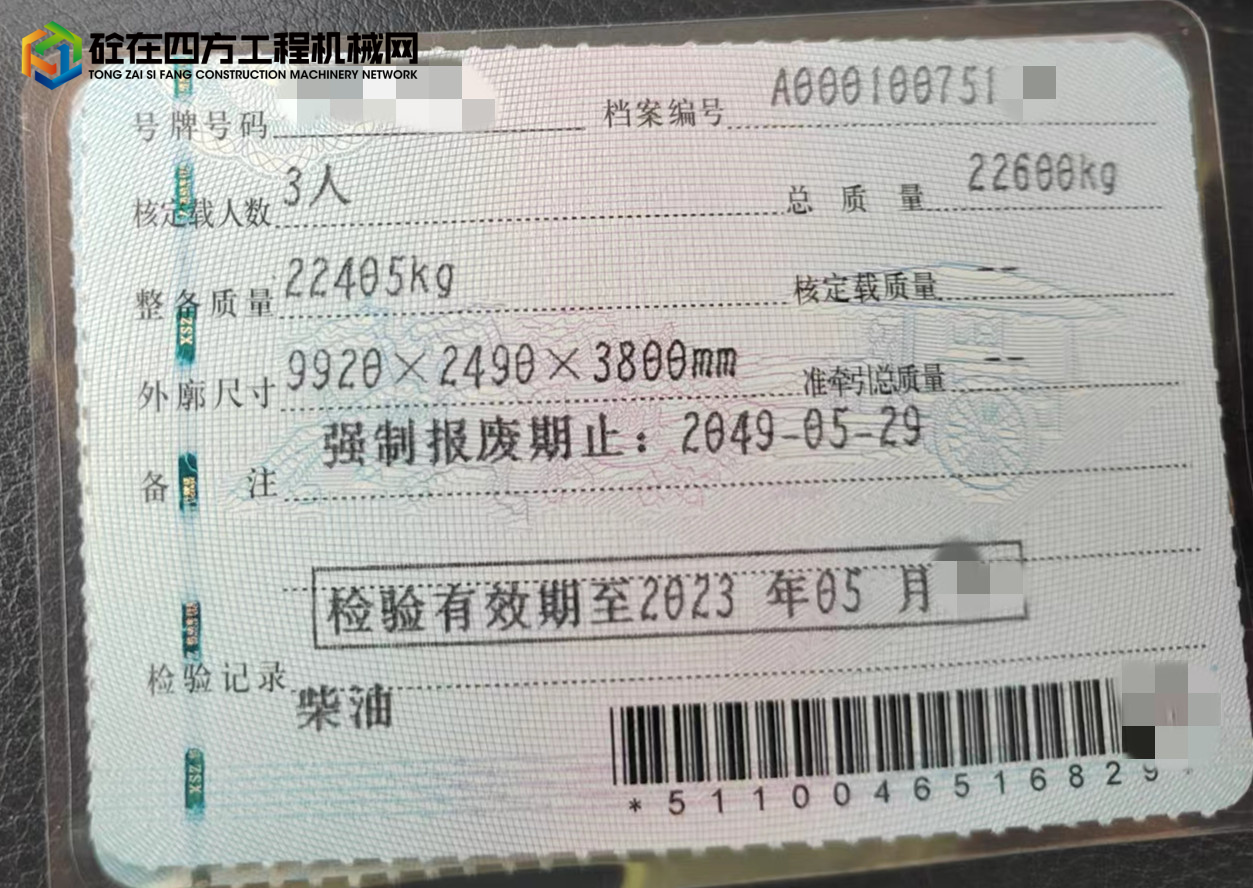 砼在四方工程机械网
TONG ZAI SI FANG CONSTRUCTION MACHINERY NETWORK
号牌号码 档案编号 A000100751
核定载人数 3人 总质量 22600kg
整备质量 22405kg 核定载质量 --
外廓尺寸 9920×2490×3800mm 准牵引总质量 --
备注 强制报废期止：2049-05-29
检验有效期至2023 年05 月
检验记录
柴油
*5110046516829
XSZ
XSZ